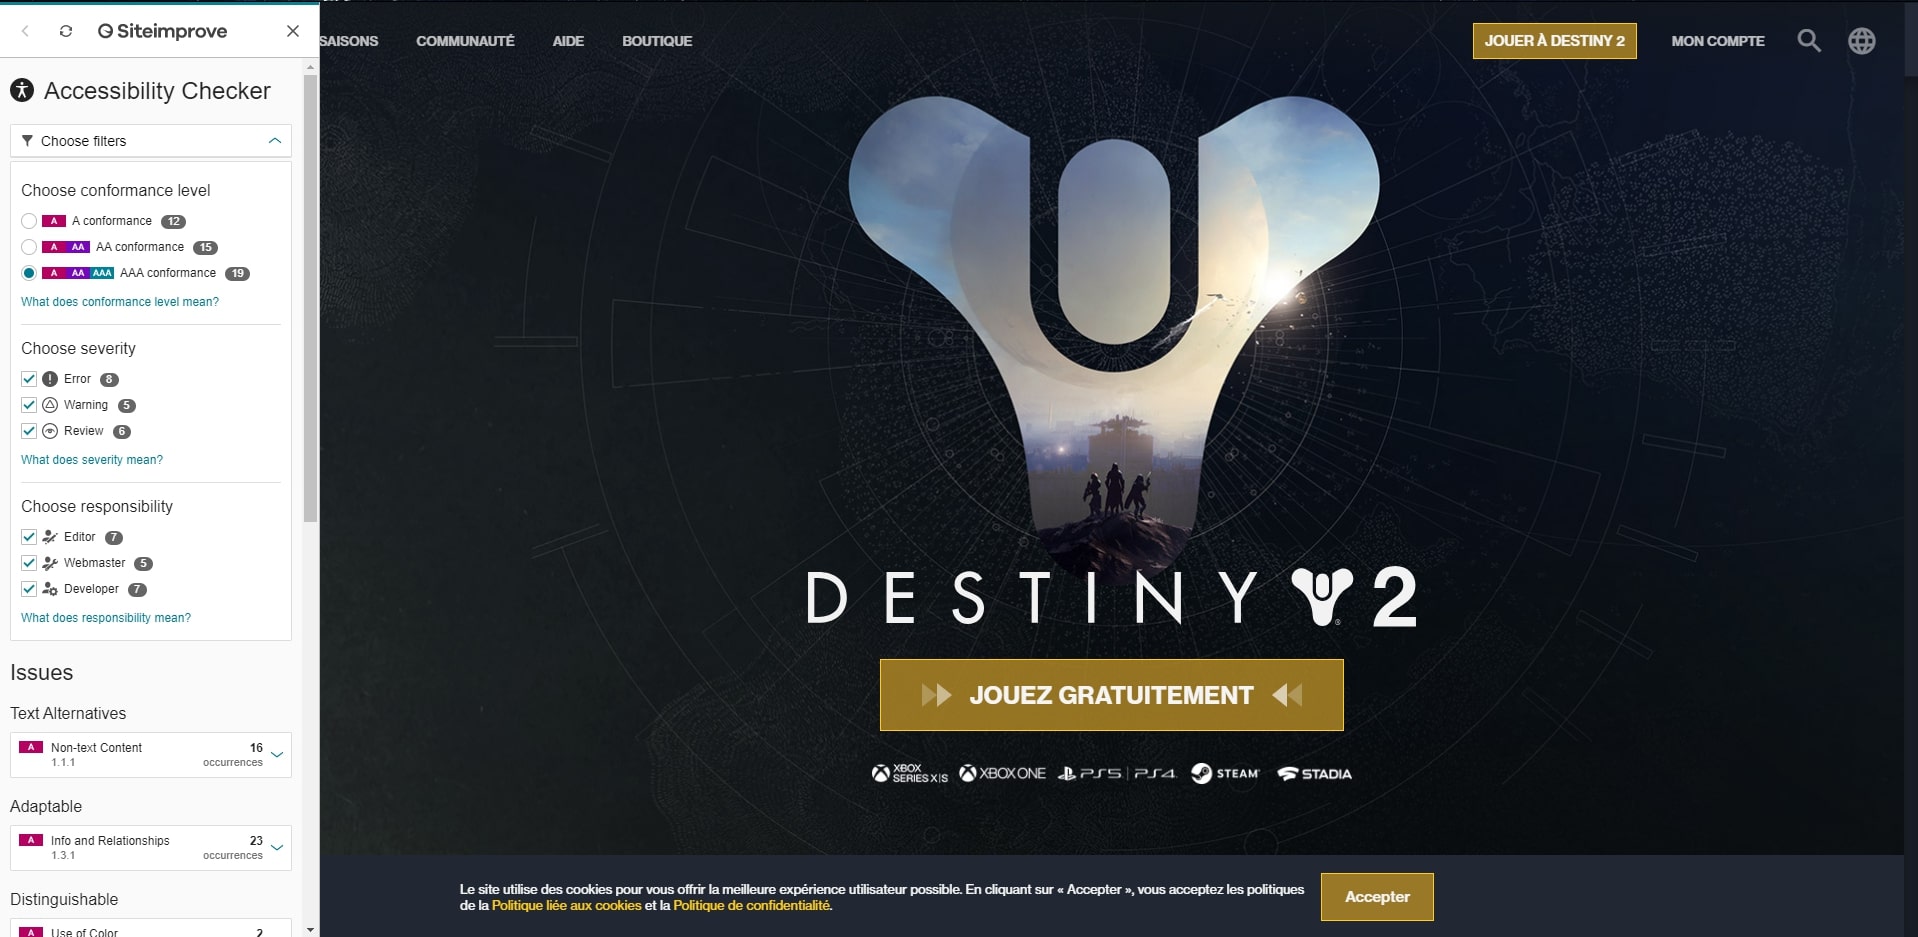 Siteimprove
Accessibility Checker
Choose filters
Choose conformance level
A A conformance 12
A AA AA conformance 15
A AA AAA AAA conformance 19
What does conformance level mean?
Choose severity
Error 8
Warning 5
Review 6
What does severity mean?
Choose responsibility
Editor 7
Webmaster 5
Developer 7
What does responsibility mean?
Issues
Text Alternatives
A Non-text Content 16
1.1.1 occurrences
Adaptable
A Info and Relationships 23
1.3.1 occurrences
Distinguishable
A Use of Color 2
SAISONS COMMUNAUTÉ AIDE BOUTIQUE JOUER À DESTINY 2 MON COMPTE
DESTINY 2
JOUEZ GRATUITEMENT
XBOX SERIES X|S XBOX ONE PS5 | PS4 STEAM STADIA
Le site utilise des cookies pour vous offrir la meilleure expérience utilisateur possible. En cliquant sur « Accepter », vous acceptez les politiques
de la Politique liée aux cookies et la Politique de confidentialité.
Accepter